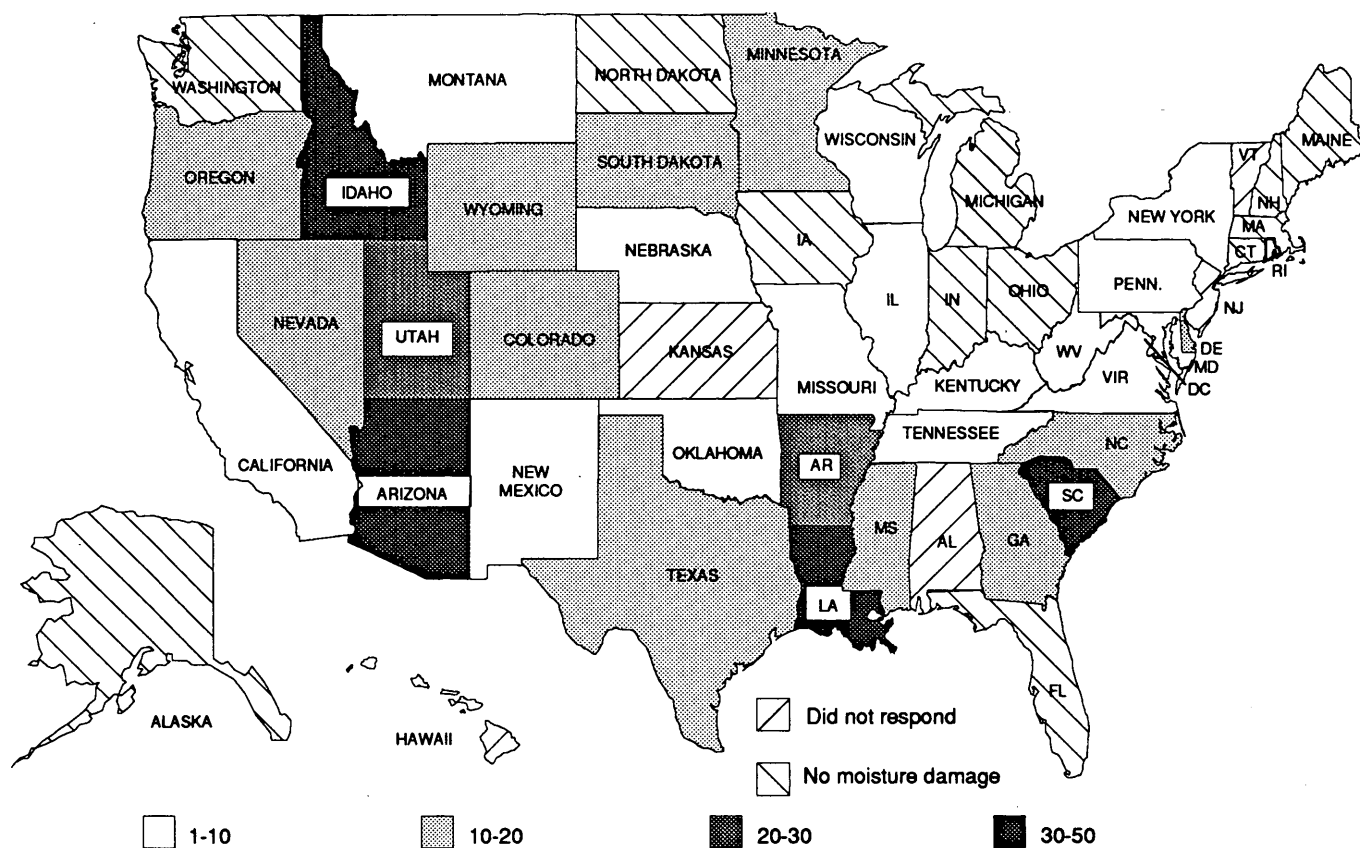 WASHINGTON
MONTANA
NORTH DAKOTA
MINNESOTA
OREGON
IDAHO
WYOMING
SOUTH DAKOTA
WISCONSIN
MICHIGAN
VT
MAINE
NH
NEW YORK
MA
CT
RI
NEVADA
UTAH
COLORADO
NEBRASKA
IA
IL
IN
OHIO
PENN.
NJ
KANSAS
MISSOURI
KENTUCKY
WV
VIR
DE
MD
DC
CALIFORNIA
ARIZONA
NEW
MEXICO
OKLAHOMA
AR
TENNESSEE
NC
SC
TEXAS
LA
MS
AL
GA
FL
ALASKA
HAWAII
Did not respond
No moisture damage
1-10
10-20
20-30
30-50